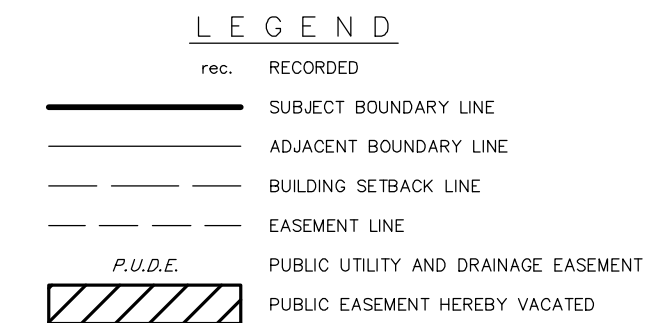 LEGEND
rec. RECORDED
SUBJECT BOUNDARY LINE
ADJACENT BOUNDARY LINE
BUILDING SETBACK LINE
EASEMENT LINE
P.U.D.E. PUBLIC UTILITY AND DRAINAGE EASEMENT
PUBLIC EASEMENT HEREBY VACATED